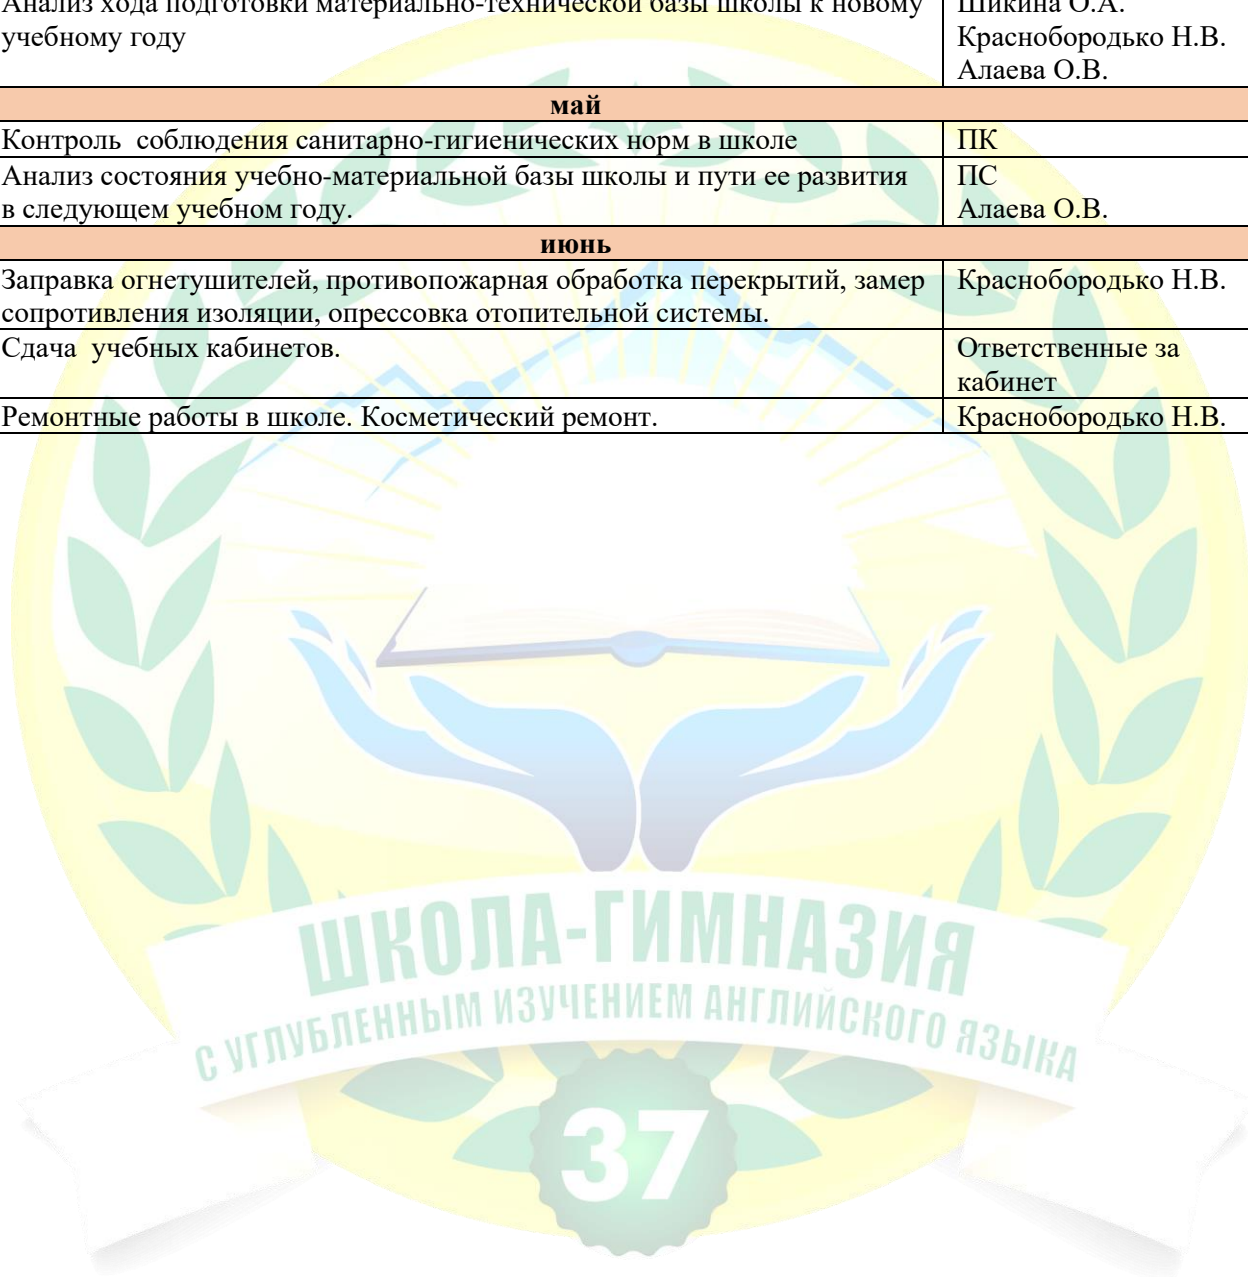 Анализ хода подготовки материально-технической базы школы к новому
учебному году
Шикина О.А.
Краснобородько Н.В.
Алаева О.В.
май
Контроль  соблюдения санитарно-гигиенических норм в школе
ПК
Анализ состояния учебно-материальной базы школы и пути ее развития
в следующем учебном году.
ПС
Алаева О.В.
июнь
Заправка огнетушителей, противопожарная обработка перекрытий, замер
сопротивления изоляции, опрессовка отопительной системы.
Краснобородько Н.В.
Сдача  учебных кабинетов.
Ответственные за
кабинет
Ремонтные работы в школе. Косметический ремонт.
Краснобородько Н.В.
ШКОЛА-ГИМНАЗИЯ
С УГЛУБЛЕННЫМ ИЗУЧЕНИЕМ АНГЛИЙСКОГО ЯЗЫКА
37